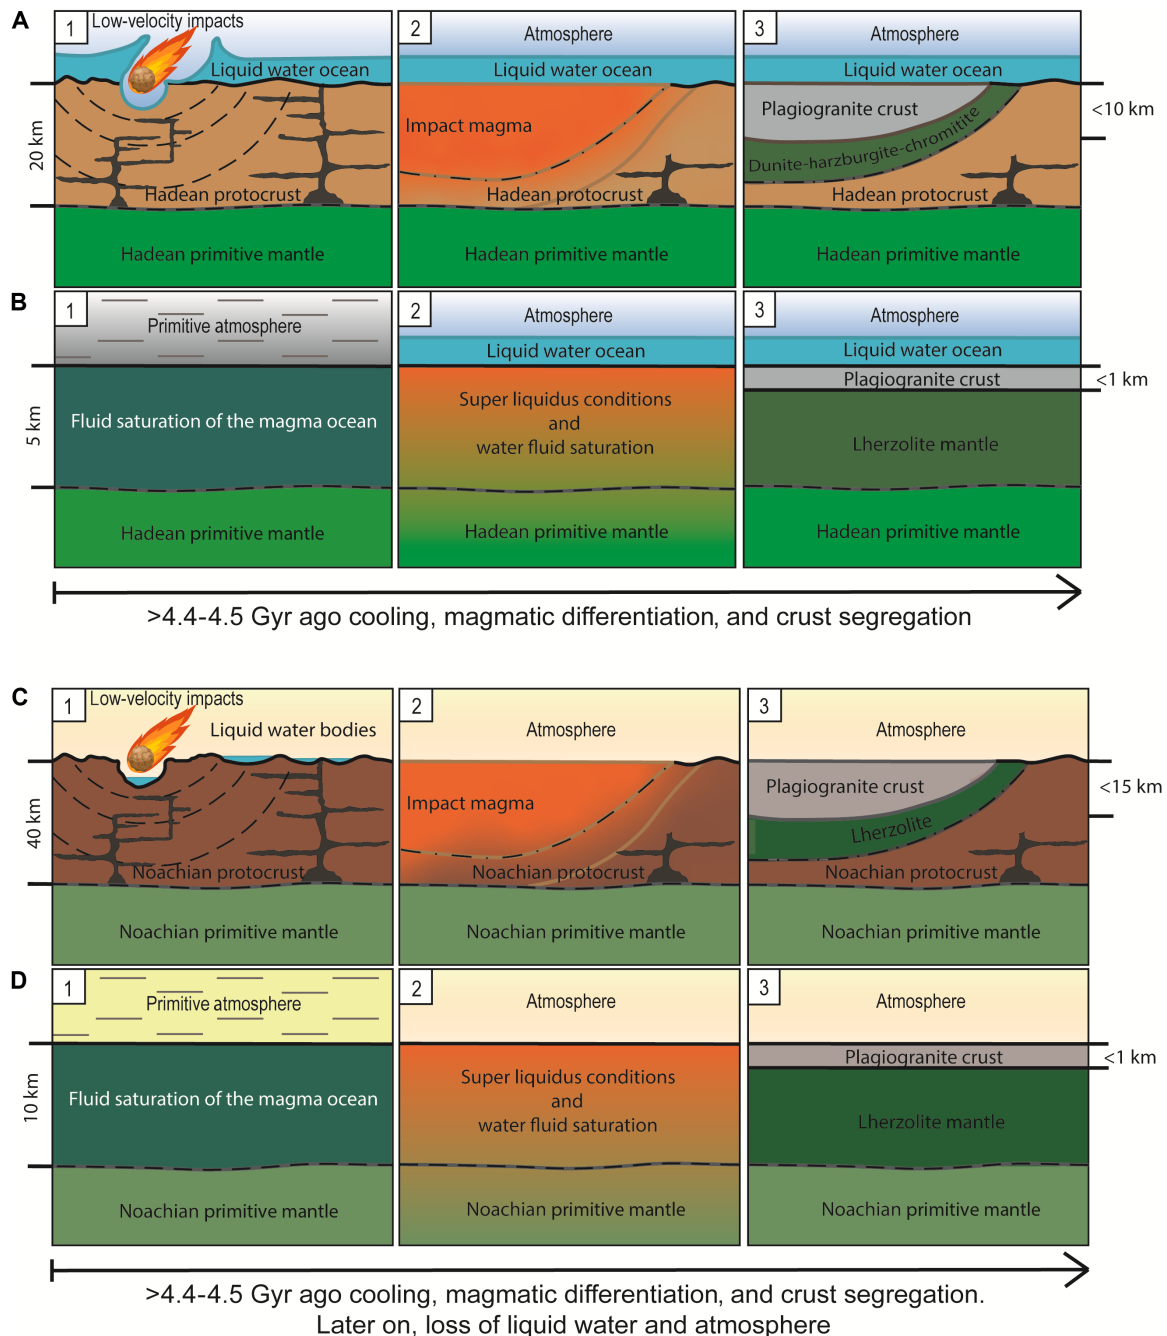 A
1
Low-velocity impacts
Liquid water ocean
20 km
Hadean protocrust
Hadean primitive mantle
2
Atmosphere
Liquid water ocean
Impact magma
Hadean protocrust
Hadean primitive mantle
3
Atmosphere
Liquid water ocean
Plagiogranite crust
<10 km
Dunite-harzburgite-chromitite
Hadean protocrust
Hadean primitive mantle
B
1
Primitive atmosphere
5 km
Fluid saturation of the magma ocean
Hadean primitive mantle
2
Atmosphere
Liquid water ocean
Super liquidus conditions
and
water fluid saturation
Hadean primitive mantle
3
Atmosphere
Liquid water ocean
Plagiogranite crust
<1 km
Lherzolite mantle
Hadean primitive mantle
>4.4-4.5 Gyr ago cooling, magmatic differentiation, and crust segregation
C
1
Low-velocity impacts
Liquid water bodies
40 km
Noachian protocrust
Noachian primitive mantle
2
Atmosphere
Impact magma
Noachian protocrust
Noachian primitive mantle
3
Atmosphere
Plagiogranite crust
<15 km
Lherzolite
Noachian protocrust
Noachian primitive mantle
D
1
Primitive atmosphere
10 km
Fluid saturation of the magma ocean
Noachian primitive mantle
2
Atmosphere
Super liquidus conditions
and
water fluid saturation
Noachian primitive mantle
3
Atmosphere
Plagiogranite crust
<1 km
Lherzolite mantle
Noachian primitive mantle
>4.4-4.5 Gyr ago cooling, magmatic differentiation, and crust segregation.
Later on, loss of liquid water and atmosphere